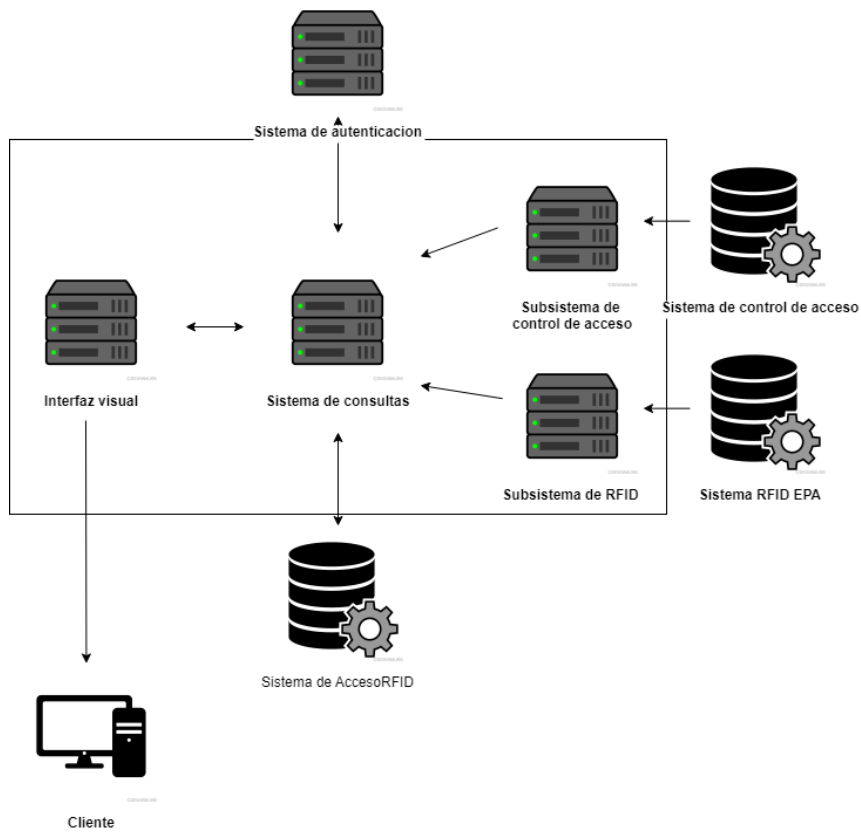 Sistema de autenticacion
Subsistema de
control de acceso
Sistema de control de acceso
Interfaz visual
Sistema de consultas
Subsistema de RFID
Sistema RFID EPA
Sistema de AccesoRFID
Cliente